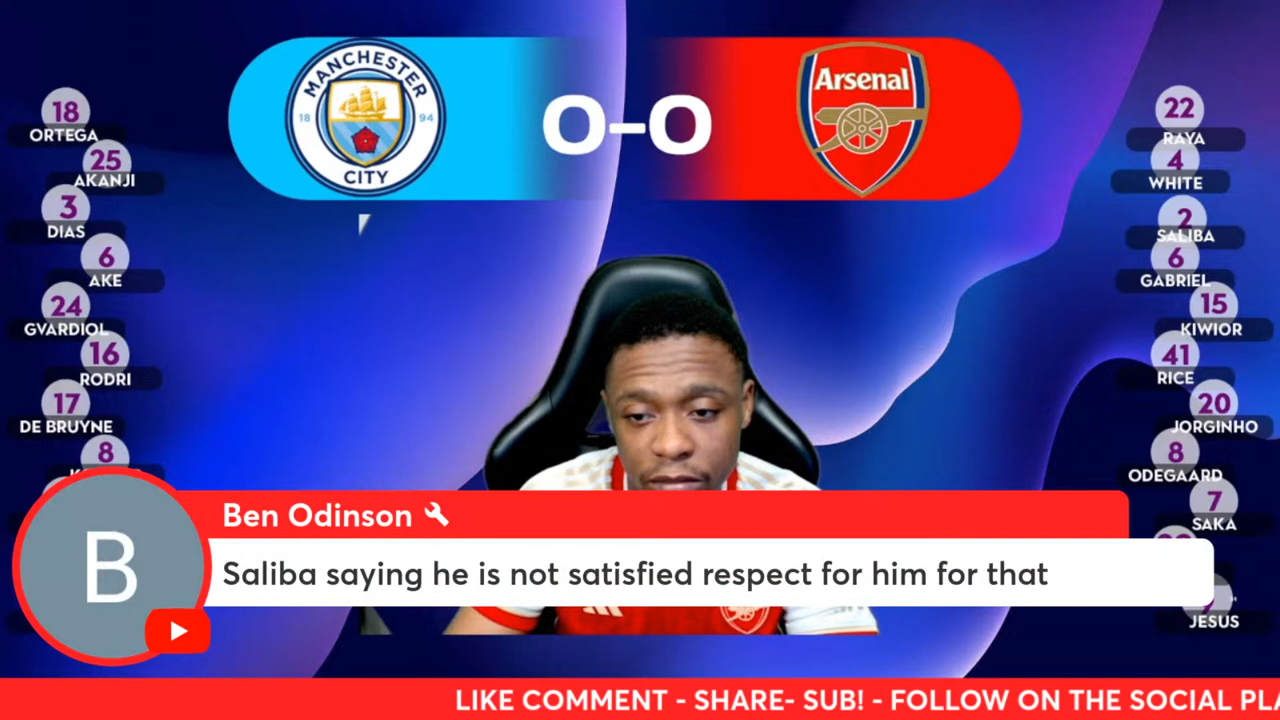 MANCHESTER
18 94
CITY
0-0
Arsenal
18
ORTEGA
25
AKANJI
3
DIAS
6
AKE
24
GVARDIOL
16
RODRI
17
DE BRUYNE
8
22
RAYA
4
WHITE
2
SALIBA
6
GABRIEL
15
KIWIOR
41
RICE
20
JORGINHO
8
ODEGAARD
7
SAKA
JESUS
B
Ben Odinson
Saliba saying he is not satisfied respect for him for that
LIKE COMMENT - SHARE- SUB! - FOLLOW ON THE SOCIAL